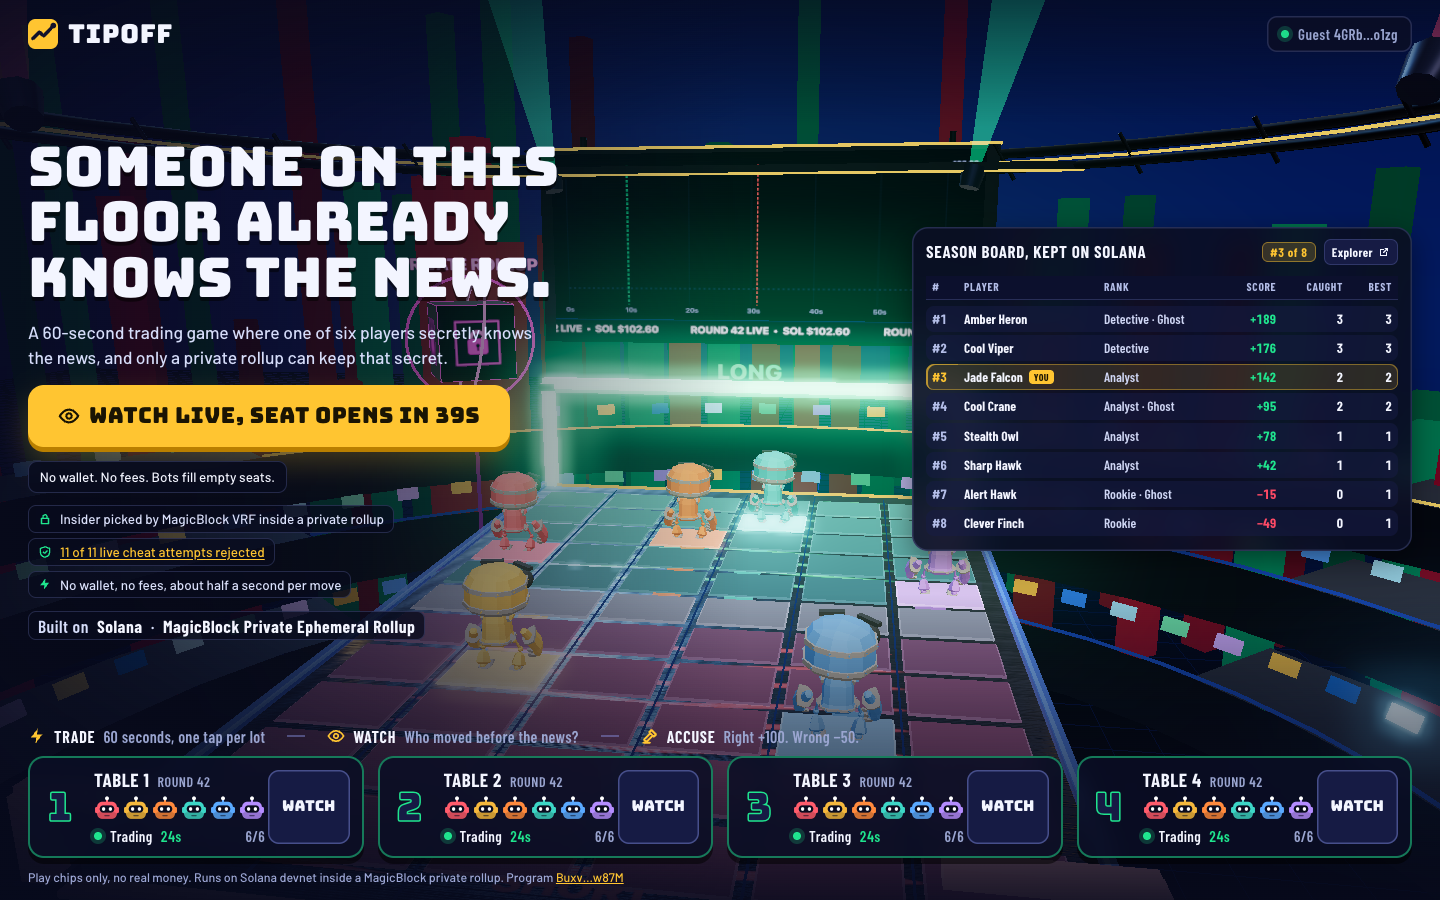 TIPOFF
Guest 4GRb...o1zg
SOMEONE ON THIS
FLOOR ALREADY
KNOWS THE NEWS.
A 60-second trading game where one of six players secretly knows
the news, and only a private rollup can keep that secret.
WATCH LIVE, SEAT OPENS IN 39S
No wallet. No fees. Bots fill empty seats.
Insider picked by MagicBlock VRF inside a private rollup
11 of 11 live cheat attempts rejected
No wallet, no fees, about half a second per move
Built on Solana · MagicBlock Private Ephemeral Rollup
0s 10s 20s 30s 40s 50s
LIVE • SOL $102.60 ROUND 42 LIVE • SOL $102.60
LONG
SEASON BOARD, KEPT ON SOLANA #3 of 8 Explorer
# PLAYER RANK SCORE CAUGHT BEST
#1 Amber Heron Detective · Ghost +189 3 3
#2 Cool Viper Detective +176 3 3
#3 Jade Falcon YOU Analyst +142 2 2
#4 Cool Crane Analyst · Ghost +95 2 2
#5 Stealth Owl Analyst +78 1 1
#6 Sharp Hawk Analyst +42 1 1
#7 Alert Hawk Rookie · Ghost −15 0 1
#8 Clever Finch Rookie −49 0 1
TRADE 60 seconds, one tap per lot — WATCH Who moved before the news? — ACCUSE Right +100. Wrong −50.
1 TABLE 1 ROUND 42 WATCH
Trading 24s 6/6
2 TABLE 2 ROUND 42 WATCH
Trading 24s 6/6
3 TABLE 3 ROUND 42 WATCH
Trading 24s 6/6
4 TABLE 4 ROUND 42 WATCH
Trading 24s 6/6
Play chips only, no real money. Runs on Solana devnet inside a MagicBlock private rollup. Program Buxv...w87M